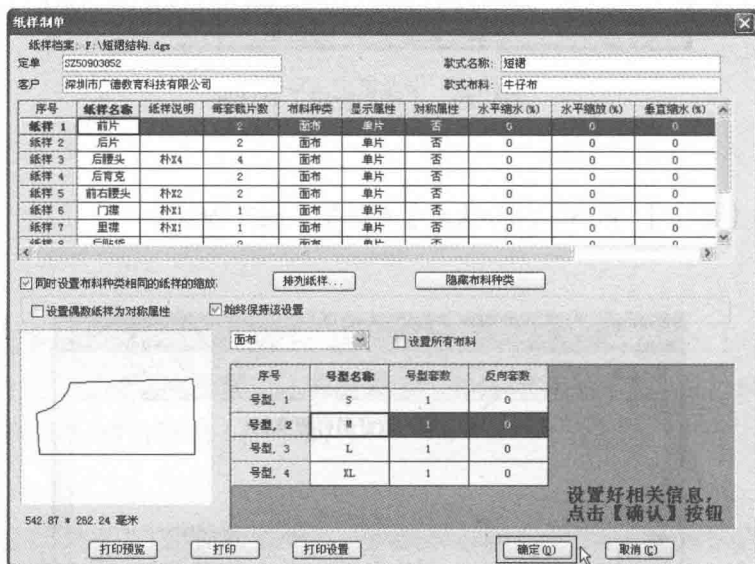 纸样制单
纸样档案: F:\短裙结构.dgs
定单 SZ50903852 款式名称: 短裙
客户 深圳市广德教育科技有限公司 款式布料: 牛仔布
序号 纸样名称 纸样说明 每套裁片数 布料种类 显示属性 对称属性 水平缩水(%) 水平缩放(%) 垂直缩水(%)
纸样 1 前片 2 面布 单片 否 0 0 0
纸样 2 后片 2 面布 单片 否 0 0 0
纸样 3 后腰头 朴X4 4 面布 单片 否 0 0 0
纸样 4 后育克 2 面布 单片 否 0 0 0
纸样 5 前右腰头 朴X2 2 面布 单片 否 0 0 0
纸样 6 门襟 朴X1 1 面布 单片 否 0 0 0
纸样 7 里襟 朴X1 1 面布 单片 否 0 0 0
纸样 8 后贴袋 2 面布 单片 否 0 0 0
同时设置布料种类相同的纸样的缩放 排列纸样... 隐藏布料种类
设置偶数纸样为对称属性 始终保持该设置
面布 设置所有布料
序号 号型名称 号型套数 反向套数
号型. 1 S 1 0
号型. 2 M 1 0
号型. 3 L 1 0
号型. 4 XL 1 0
设置好相关信息,
点击【确认】按钮
542.87 * 262.24 毫米
打印预览 打印 打印设置 确定(O) 取消(C)